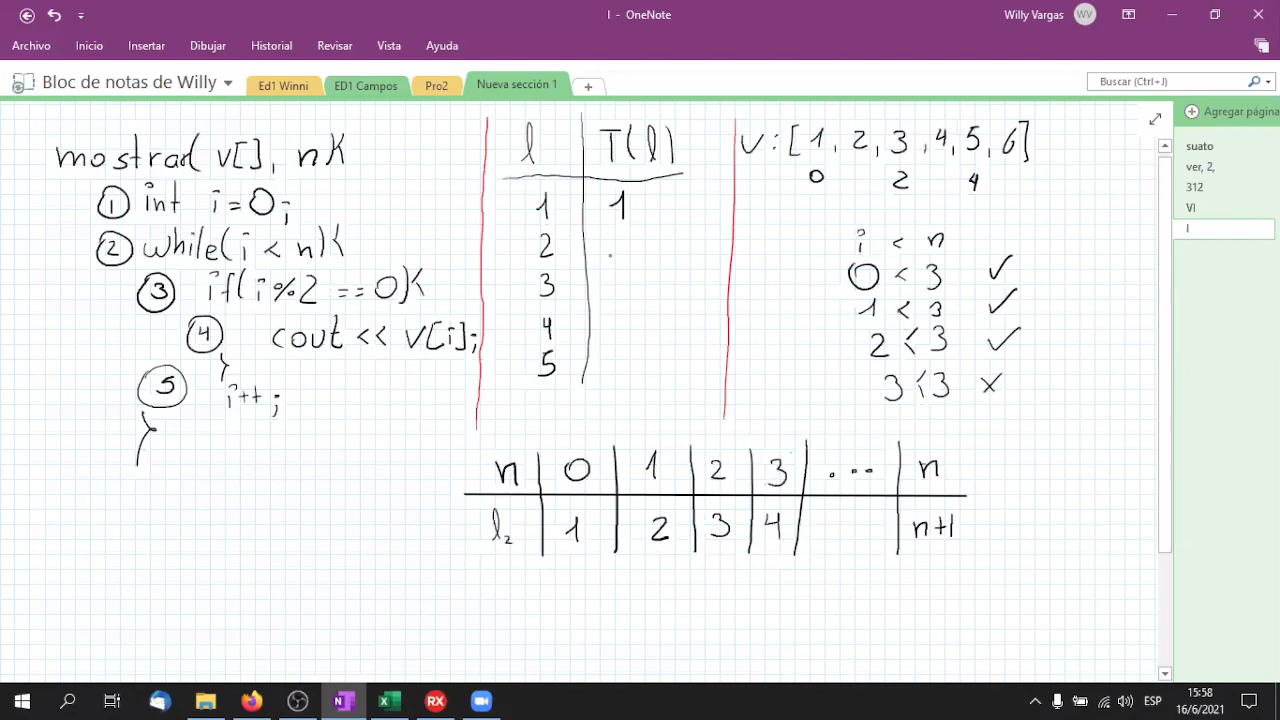 I - OneNote
Willy Vargas
WV
Archivo Inicio Insertar Dibujar Historial Revisar Vista Ayuda
Bloc de notas de Willy
Ed1 Winni
ED1 Campos
Pro2
Nueva sección 1
Buscar (Ctrl+J)
Agregar página
suato
ver, 2,
312
VI
I
mostrar( v[], n){
1 int i=0;
2 while(i < n){
3 if(i%2 == 0){
4 cout << v[i];
}
5 i++;
}
l T(l)
1 1
2
3
4
5
v: [1, 2, 3, 4, 5, 6]
0 2 4
i < n
0 < 3 ✓
1 < 3 ✓
2 < 3 ✓
3 < 3 x
n 0 1 2 3 ... n
l₂ 1 2 3 4 n+1
RX
ESP
15:58
16/6/2021